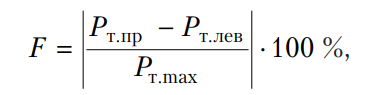 F = |(Pт.пр − Pт.лев) / Pт.max| · 100 %,